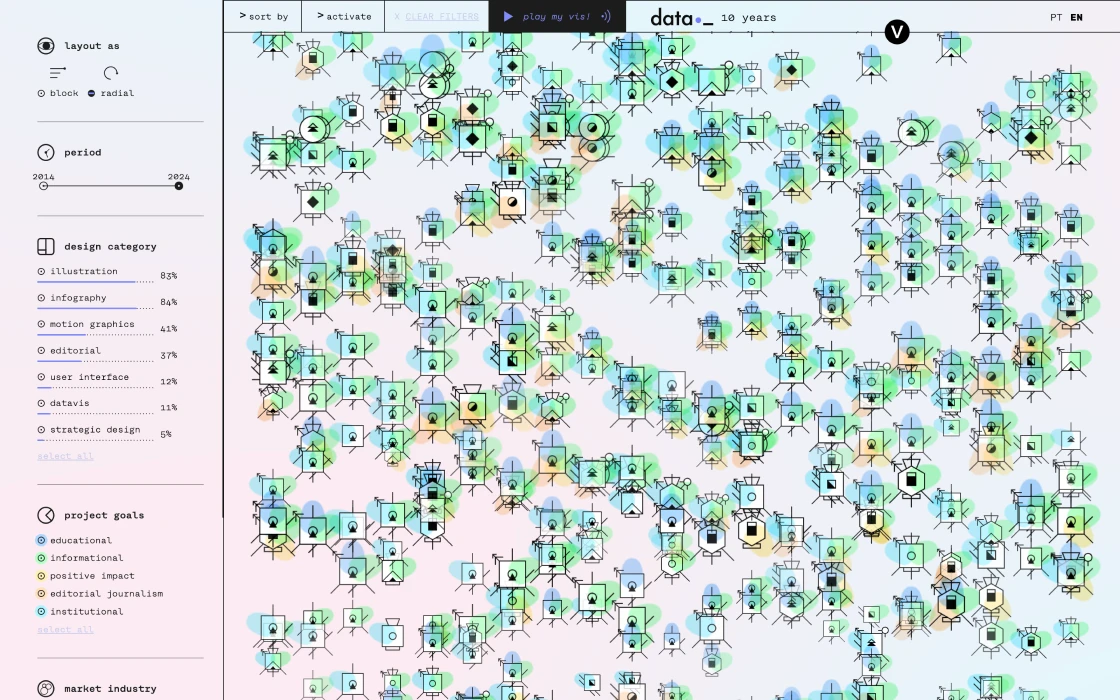 > sort by
> activate
X CLEAR FILTERS
play my vis!
data•_ 10 years
V
PT EN
layout as
block
radial
period
2014 2024
design category
illustration 83%
infography 84%
motion graphics 41%
editorial 37%
user interface 12%
datavis 11%
strategic design 5%
select all
project goals
educational
informational
positive impact
editorial journalism
institutional
select all
market industry